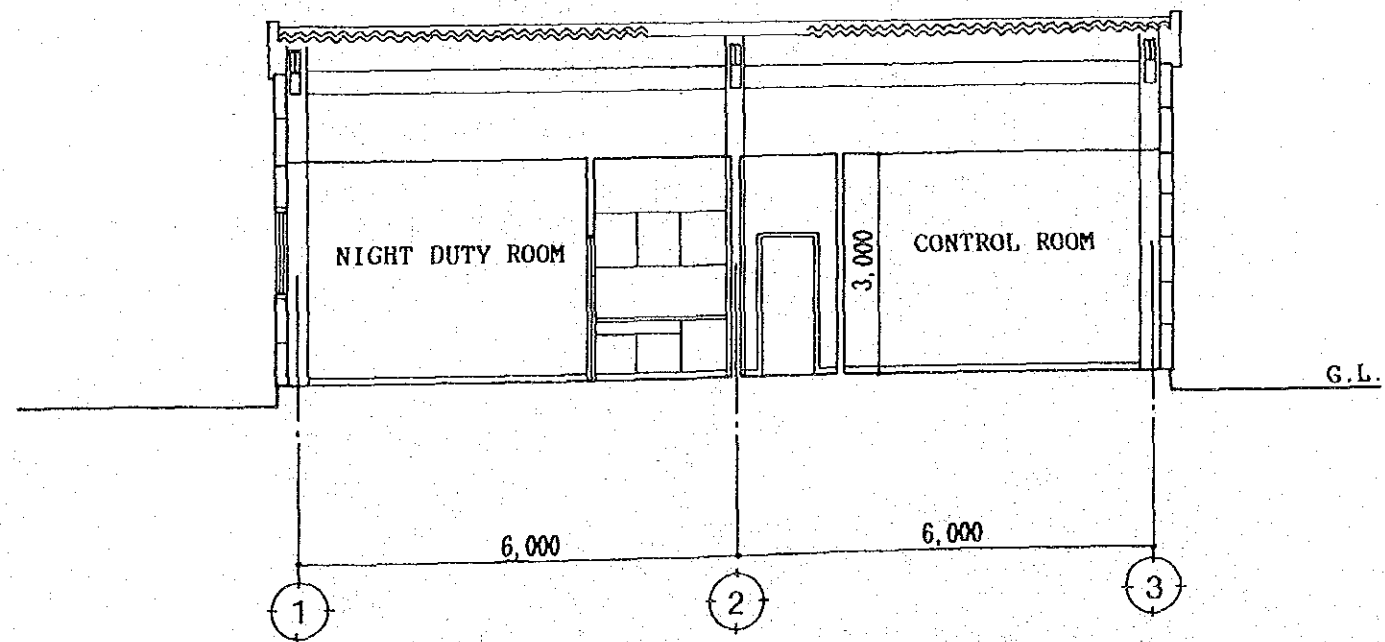 NIGHT DUTY ROOM
CONTROL ROOM
3,000
G.L.
6,000
6,000
1
2
3